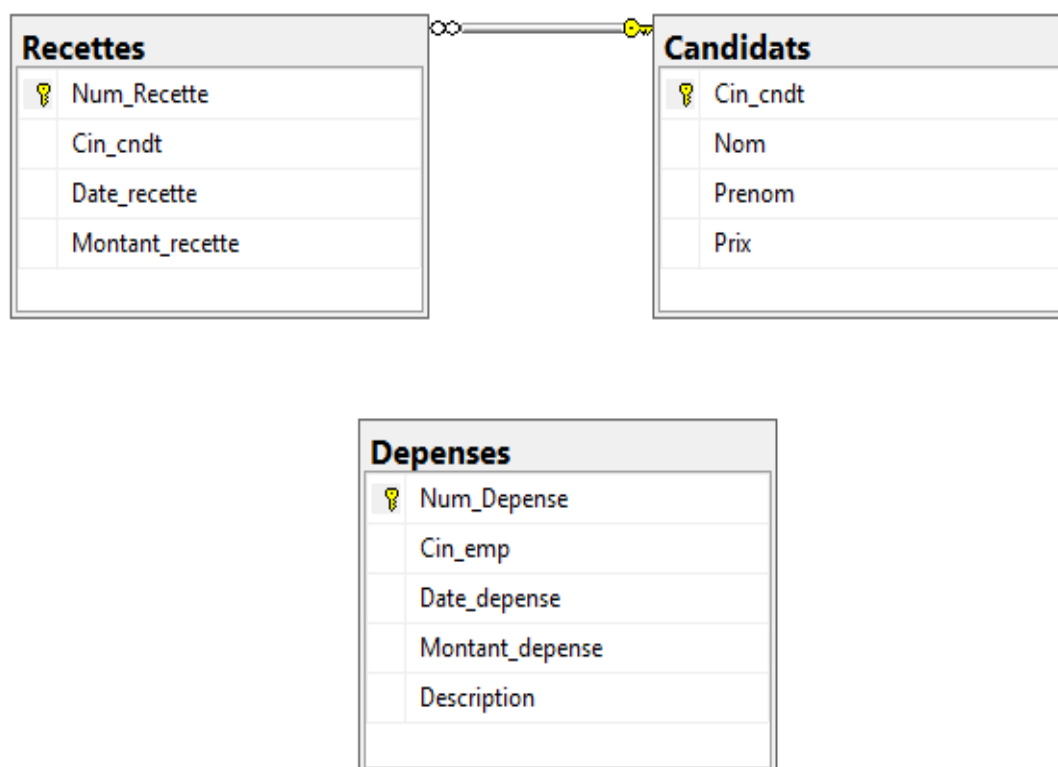 Recettes
Num_Recette
Cin_cndt
Date_recette
Montant_recette
Candidats
Cin_cndt
Nom
Prenom
Prix
Depenses
Num_Depense
Cin_emp
Date_depense
Montant_depense
Description